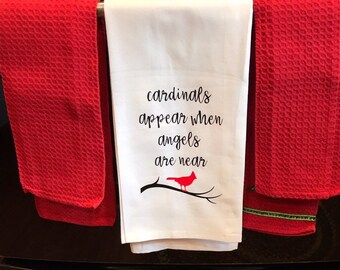 cardinals
appear when
angels
are near